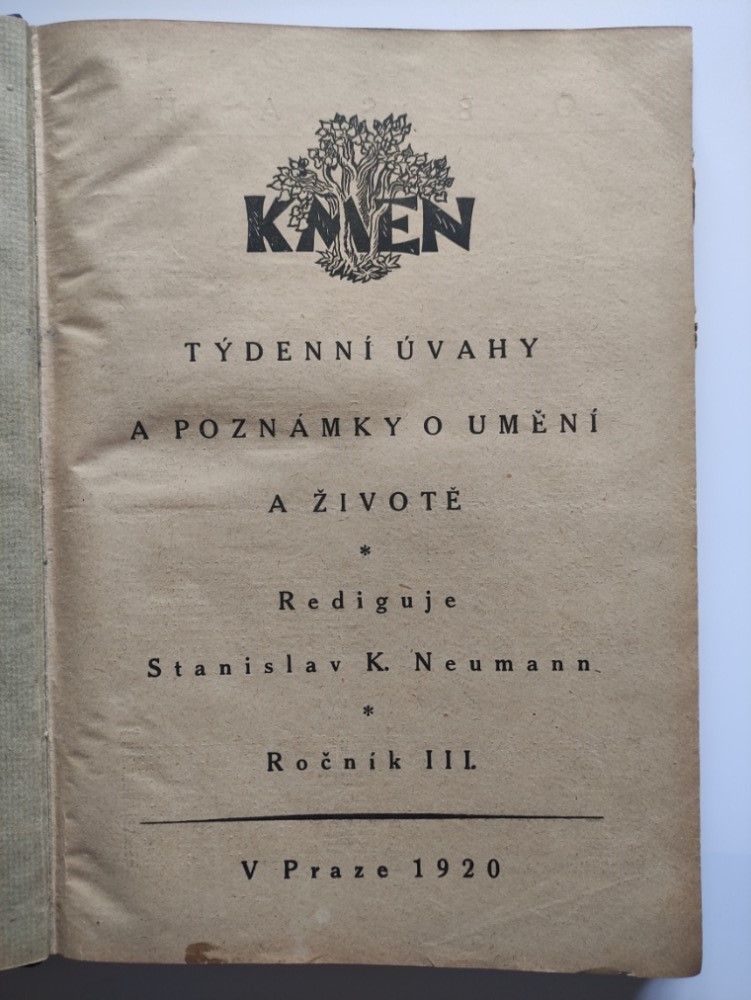 KMEN
TÝDENNÍ ÚVAHY
A POZNÁMKY O UMĚNÍ
A ŽIVOTĚ
*
Rediguje
Stanislav K. Neumann
*
Ročník III.
V Praze 1920